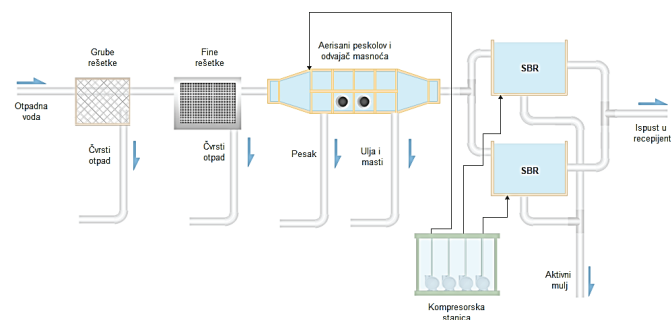 Grube
rešetke
Fine
rešetke
Aerisani peskolov i
odvajač masnoća
SBR
Otpadna
voda
Ispust u
recepijent
Čvrsti
otpad
Čvrsti
otpad
Pesak
Ulja i
masti
SBR
Aktivni
mulj
Kompresorska
stanica